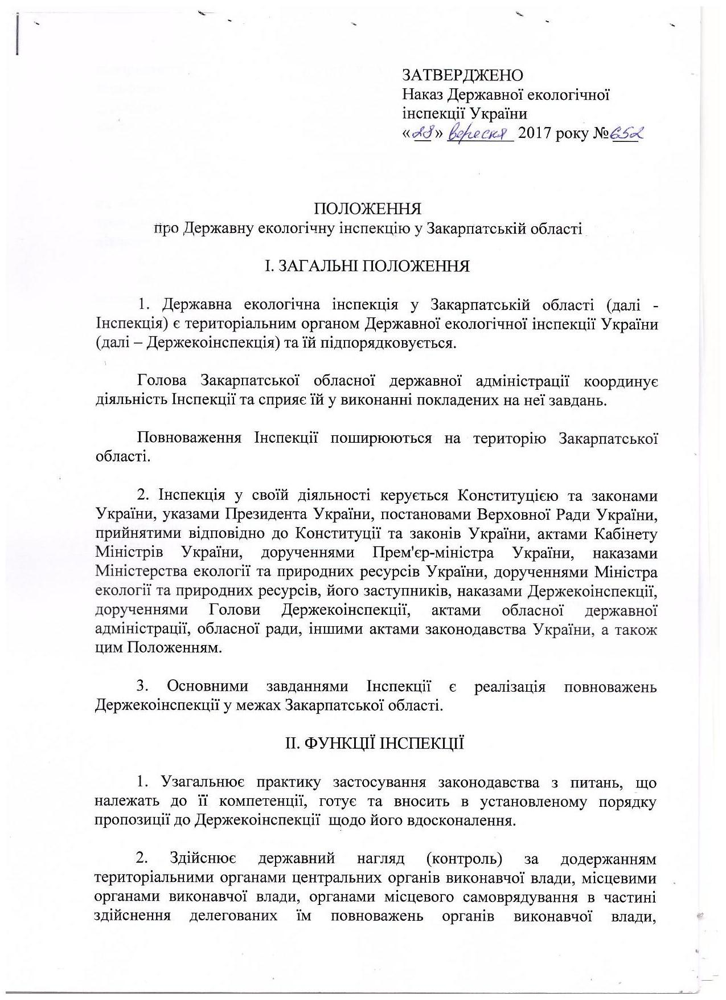 ЗАТВЕРДЖЕНО
Наказ Державної екологічної
інспекції України
«28» вересня 2017 року №652
ПОЛОЖЕННЯ
про Державну екологічну інспекцію у Закарпатській області
І. ЗАГАЛЬНІ ПОЛОЖЕННЯ
1. Державна екологічна інспекція у Закарпатській області (далі -
Інспекція) є територіальним органом Державної екологічної інспекції України
(далі – Держекоінспекція) та їй підпорядковується.
Голова Закарпатської обласної державної адміністрації координує
діяльність Інспекції та сприяє їй у виконанні покладених на неї завдань.
Повноваження Інспекції поширюються на територію Закарпатської
області.
2. Інспекція у своїй діяльності керується Конституцією та законами
України, указами Президента України, постановами Верховної Ради України,
прийнятими відповідно до Конституції та законів України, актами Кабінету
Міністрів України, дорученнями Прем'єр-міністра України, наказами
Міністерства екології та природних ресурсів України, дорученнями Міністра
екології та природних ресурсів, його заступників, наказами Держекоінспекції,
дорученнями Голови Держекоінспекції, актами обласної державної
адміністрації, обласної ради, іншими актами законодавства України, а також
цим Положенням.
3. Основними завданнями Інспекції є реалізація повноважень
Держекоінспекції у межах Закарпатської області.
ІІ. ФУНКЦІЇ ІНСПЕКЦІЇ
1. Узагальнює практику застосування законодавства з питань, що
належать до її компетенції, готує та вносить в установленому порядку
пропозиції до Держекоінспекції щодо його вдосконалення.
2. Здійснює державний нагляд (контроль) за додержанням
територіальними органами центральних органів виконавчої влади, місцевими
органами виконавчої влади, органами місцевого самоврядування в частині
здійснення делегованих їм повноважень органів виконавчої влади,